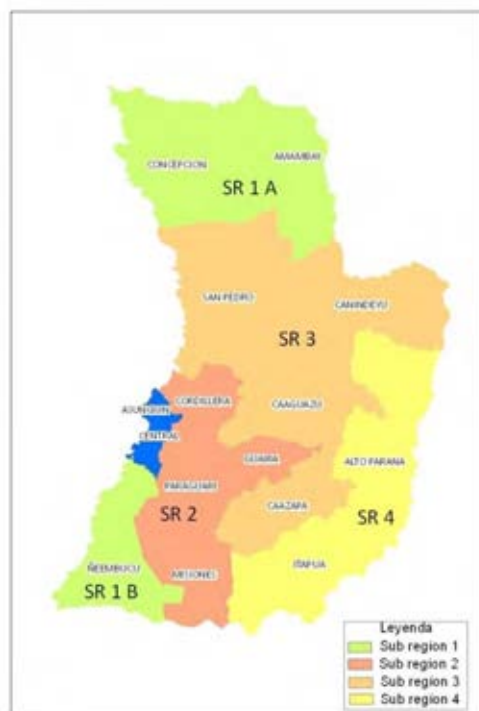 CONCEPCION
AMAMBAY
SR 1 A
SAN PEDRO
CANINDEYU
SR 3
CORDILLERA
ASUNCION
CAAGUAZU
CENTRAL
GUAIRA
ALTO PARANA
PARAGUARI
CAAZAPA
SR 2
SR 4
ITAPUA
ÑEEMBUCU
MISIONES
SR 1 B
Leyenda
Sub region 1
Sub region 2
Sub region 3
Sub region 4